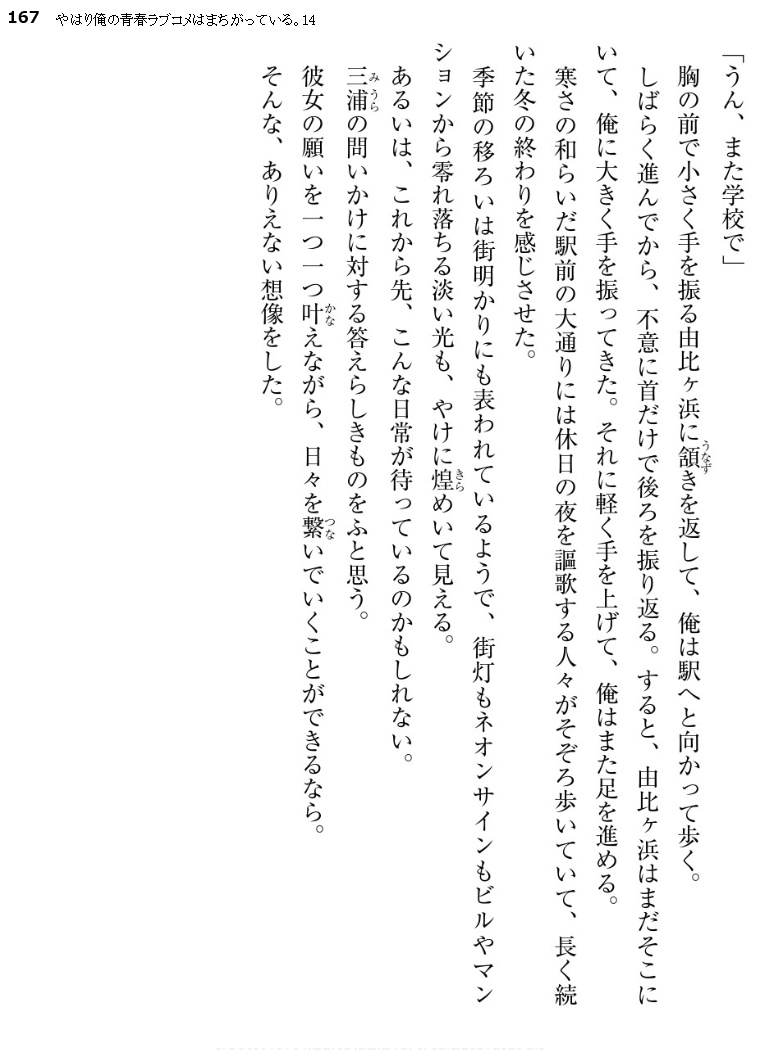 167 やはり俺の青春ラブコメはまちがっている。14
「うん、また学校で」
胸の前で小さく手を振る由比ヶ浜に頷きを返して、俺は駅へと向かって歩く。
しばらく進んでから、不意に首だけで後ろを振り返る。すると、由比ヶ浜はまだそこに
いて、俺に大きく手を振ってきた。それに軽く手を上げて、俺はまた足を進める。
寒さの和らいだ駅前の大通りには休日の夜を謳歌する人々がそぞろ歩いていて、長く続
いた冬の終わりを感じさせた。
季節の移ろいは街明かりにも表われているようで、街灯もネオンサインもビルやマン
ションから零れ落ちる淡い光も、やけに煌めいて見える。
あるいは、これから先、こんな日常が待っているのかもしれない。
三浦の問いかけに対する答えらしきものをふと思う。
彼女の願いを一つ一つ叶えながら、日々を繋いでいくことができるなら。
そんな、ありえない想像をした。